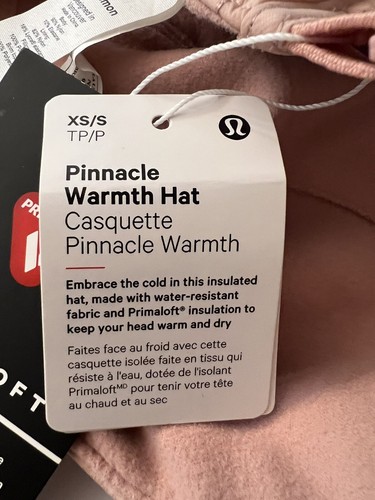 XS/S
TP/P
Pinnacle
Warmth Hat
Casquette
Pinnacle Warmth
Embrace the cold in this insulated
hat, made with water-resistant
fabric and Primaloft® insulation to
keep your head warm and dry
Faites face au froid avec cette
casquette isolée faite en tissu qui
résiste à l'eau, dotée de l'isolant
Primaloft^MD pour tenir votre tête
au chaud et au sec
PR
OFT